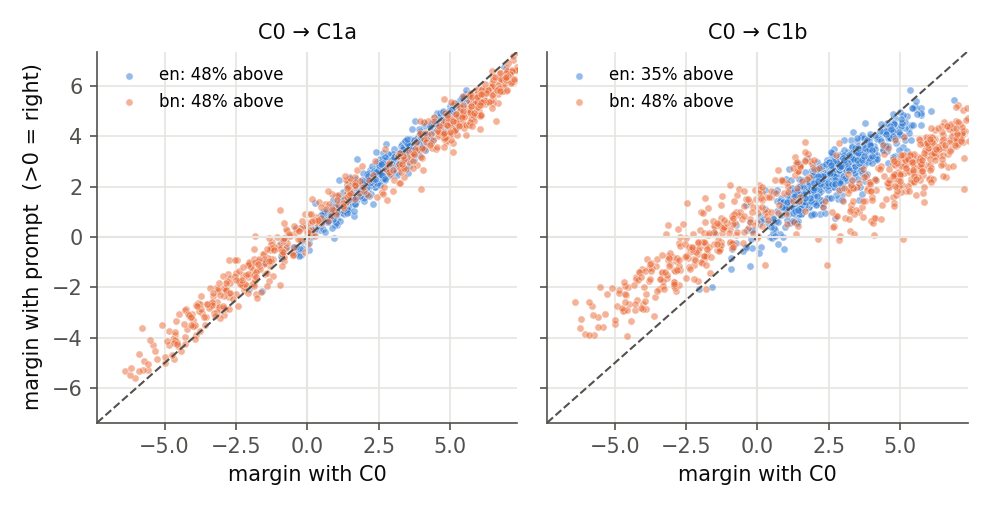 C0 → C1a
C0 → C1b
en: 48% above
bn: 48% above
en: 35% above
bn: 48% above
margin with prompt (>0 = right)
6
4
2
0
−2
−4
−6
−5.0 −2.5 0.0 2.5 5.0
−5.0 −2.5 0.0 2.5 5.0
margin with C0
margin with C0